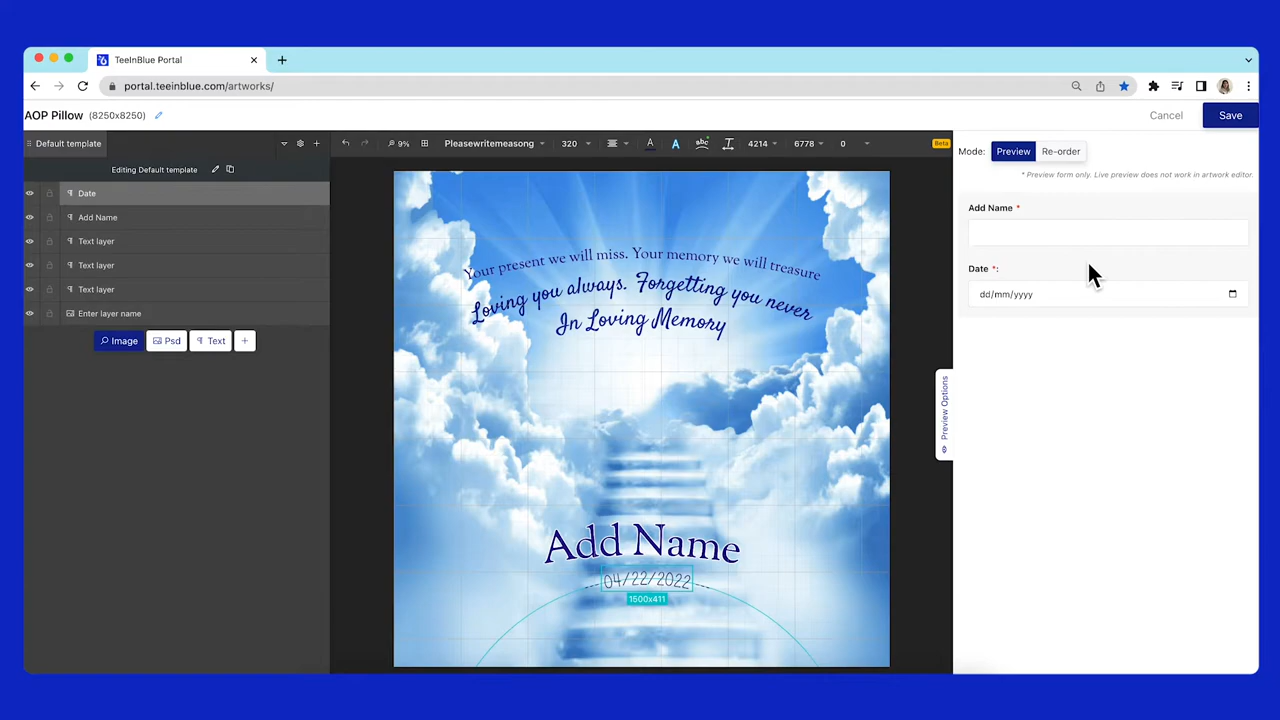 TeeInBlue Portal
portal.teeinblue.com/artworks/
AOP Pillow (8250x8250)
Cancel
Save
Default template
9%
Pleasewritemeasong
320
A
A
abc
T
4214
6778
0
Beta
Mode:
Preview
Re-order
Editing Default template
* Preview form only. Live preview does not work in artwork editor.
Date
Add Name
Text layer
Text layer
Text layer
Enter layer name
Image
Psd
Text
+
Your present we will miss. Your memory we will treasure
Loving you always. Forgetting you never
In Loving Memory
Add Name
04/22/2022
1500x411
Preview Options
Add Name *
Date *:
dd/mm/yyyy